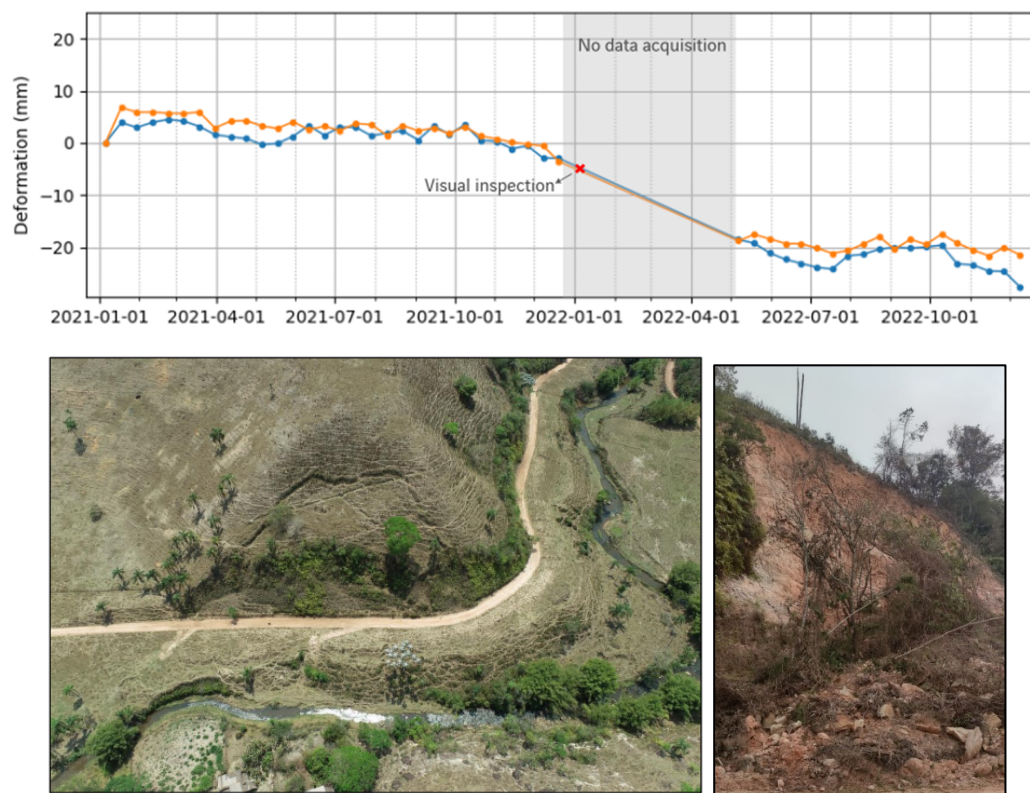 20
10
0
−10
−20
Deformation (mm)
No data acquisition
Visual inspection
2021-01-01 2021-04-01 2021-07-01 2021-10-01 2022-01-01 2022-04-01 2022-07-01 2022-10-01